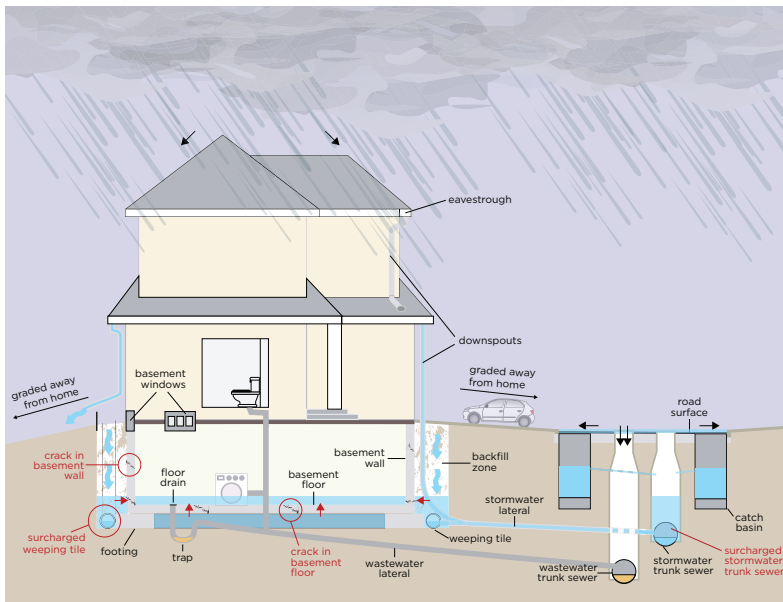 eavestrough
downspouts
graded away
from home
basement
windows
graded away
from home
road
surface
crack in
basement
wall
floor
drain
basement
floor
basement
wall
backfill
zone
stormwater
lateral
catch
basin
surcharged
weeping tile
footing
trap
crack in
basement
floor
wastewater
lateral
weeping tile
wastewater
trunk sewer
stormwater
trunk sewer
surcharged
stormwater
trunk sewer